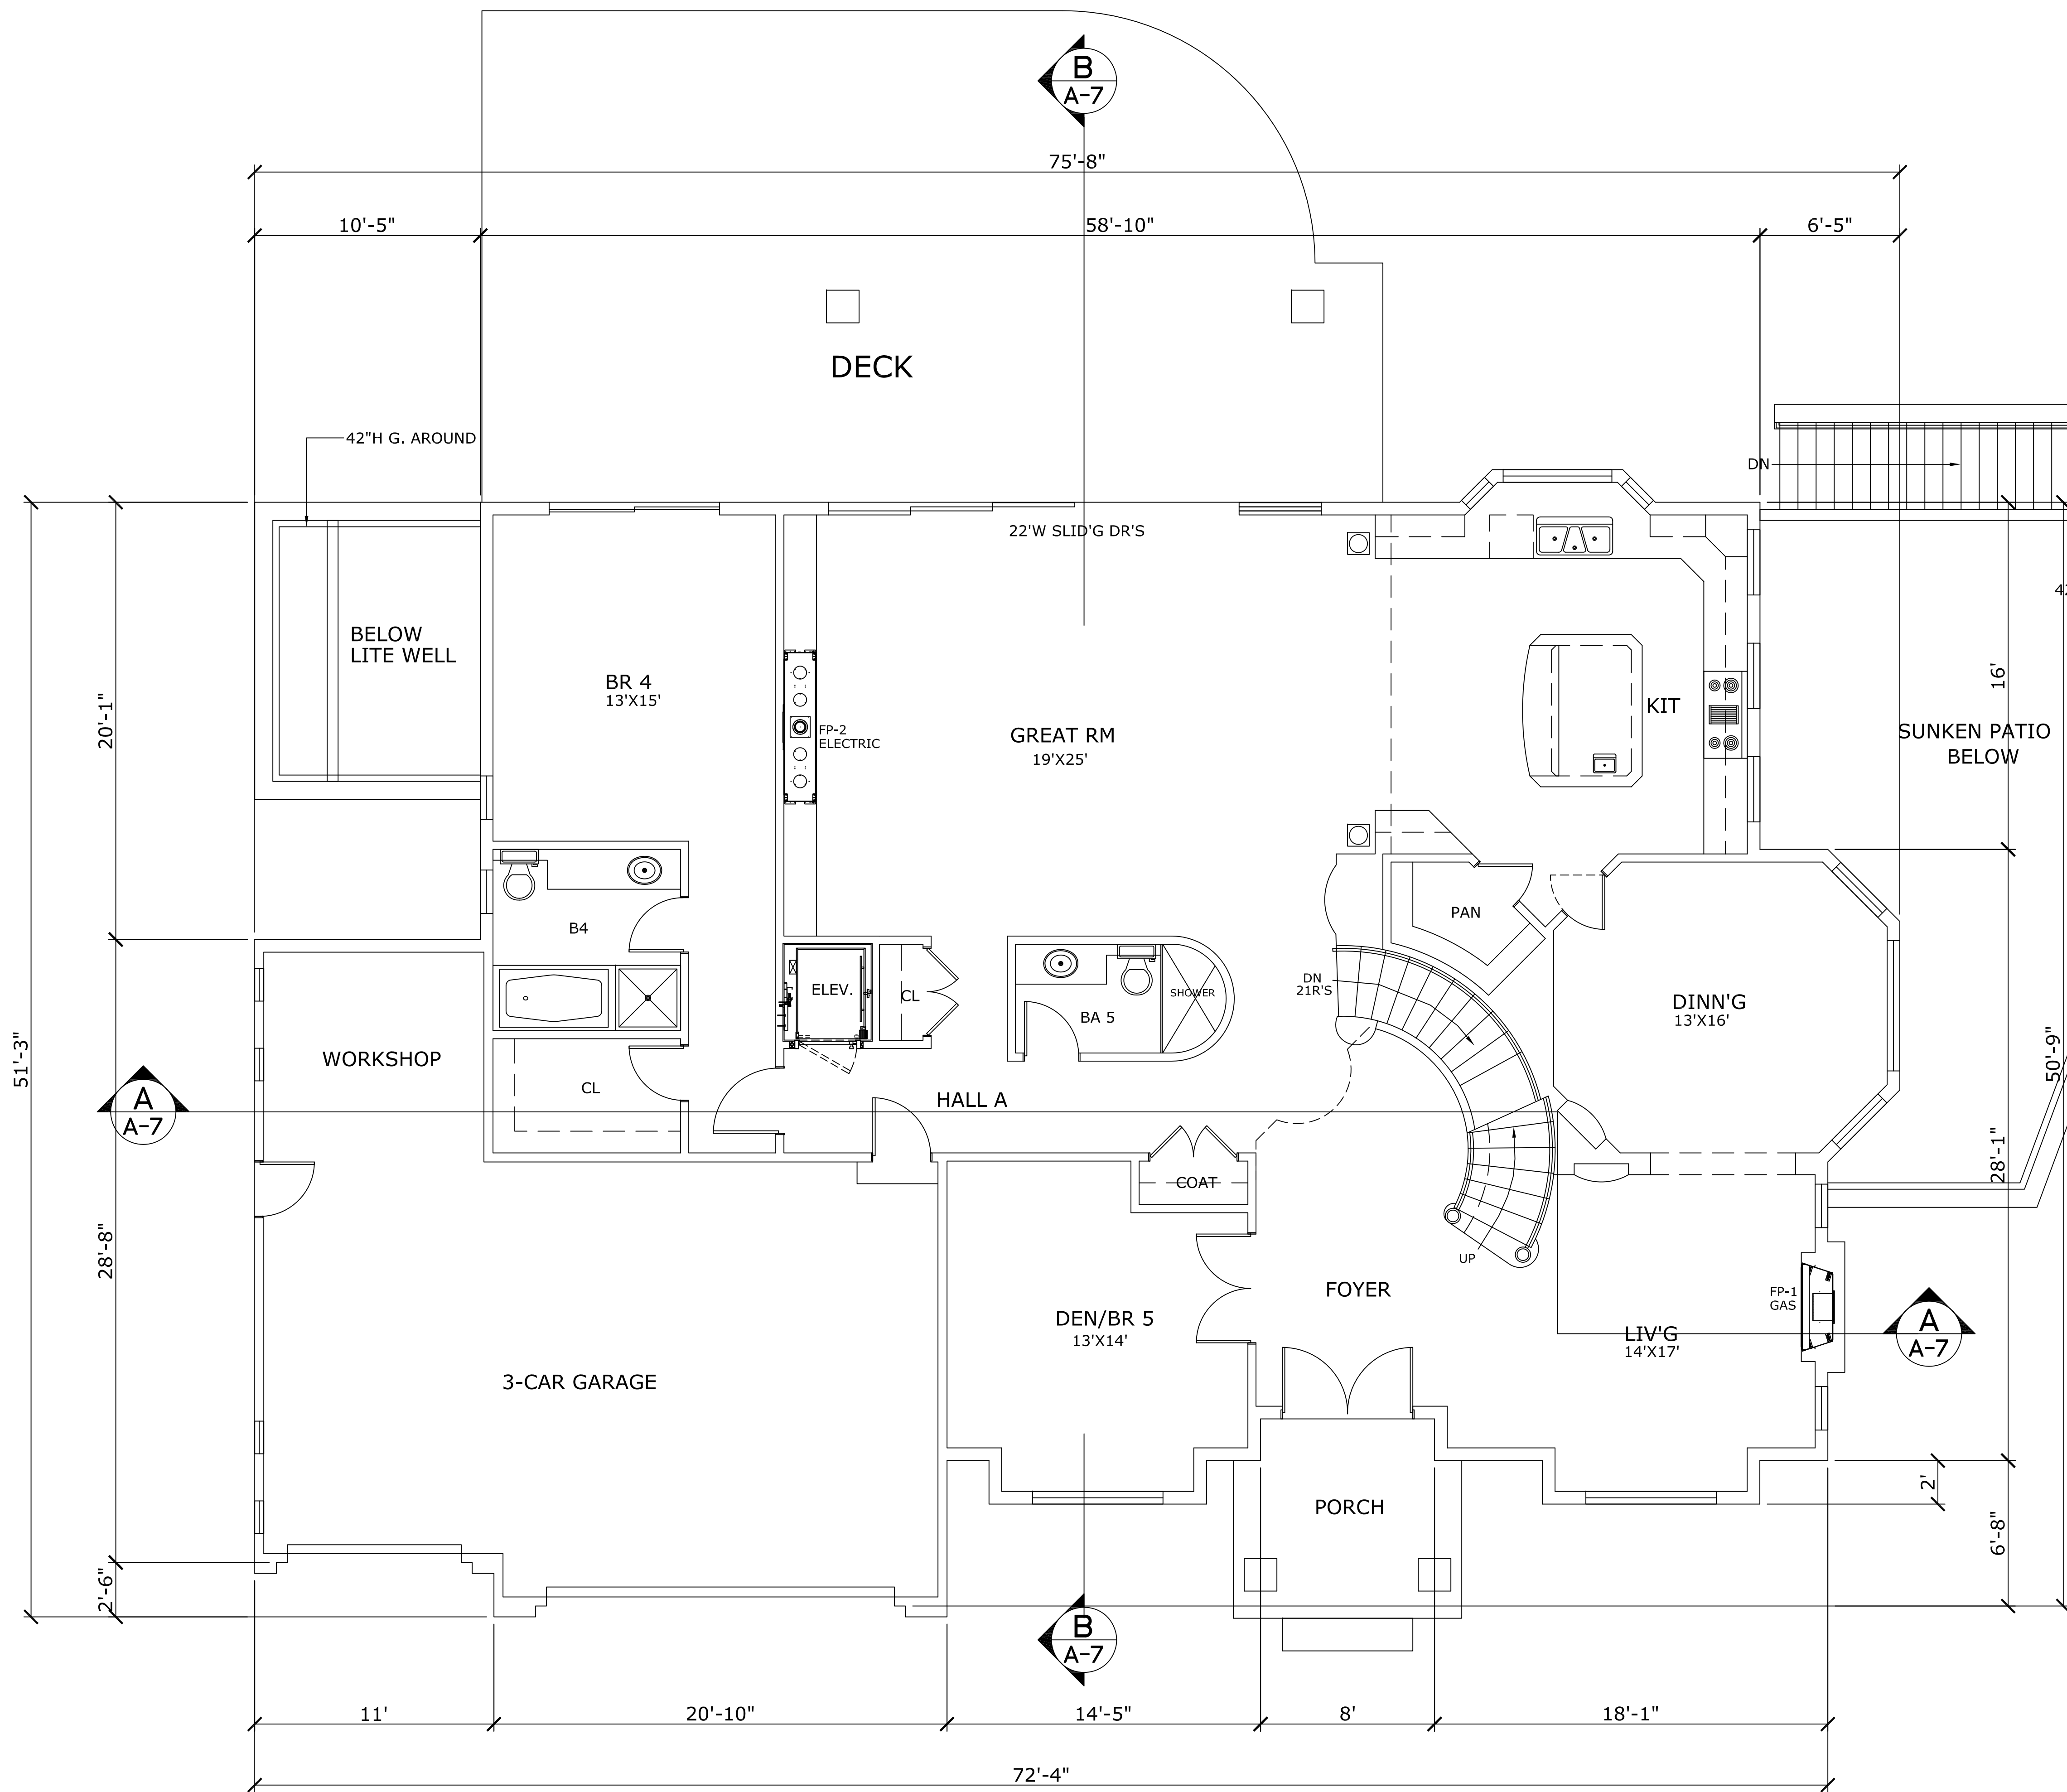 B
A-7
75'-8"
10'-5"
58'-10"
6'-5"
DECK
42"H G. AROUND
DN
22'W SLID'G DR'S
BELOW
LITE WELL
BR 4
13'X15'
FP-2
ELECTRIC
GREAT RM
19'X25'
KIT
SUNKEN PATIO
BELOW
16'
20'-1"
51'-3"
B4
PAN
ELEV.
CL
BA 5
SHOWER
DN
21R'S
DINN'G
13'X16'
WORKSHOP
CL
HALL A
A
A-7
50'-9"
28'-1"
COAT
28'-8"
UP
FOYER
FP-1
GAS
DEN/BR 5
13'X14'
LIV'G
14'X17'
A
A-7
3-CAR GARAGE
PORCH
2'
6'-8"
2'-6"
B
A-7
11'
20'-10"
14'-5"
8'
18'-1"
72'-4"